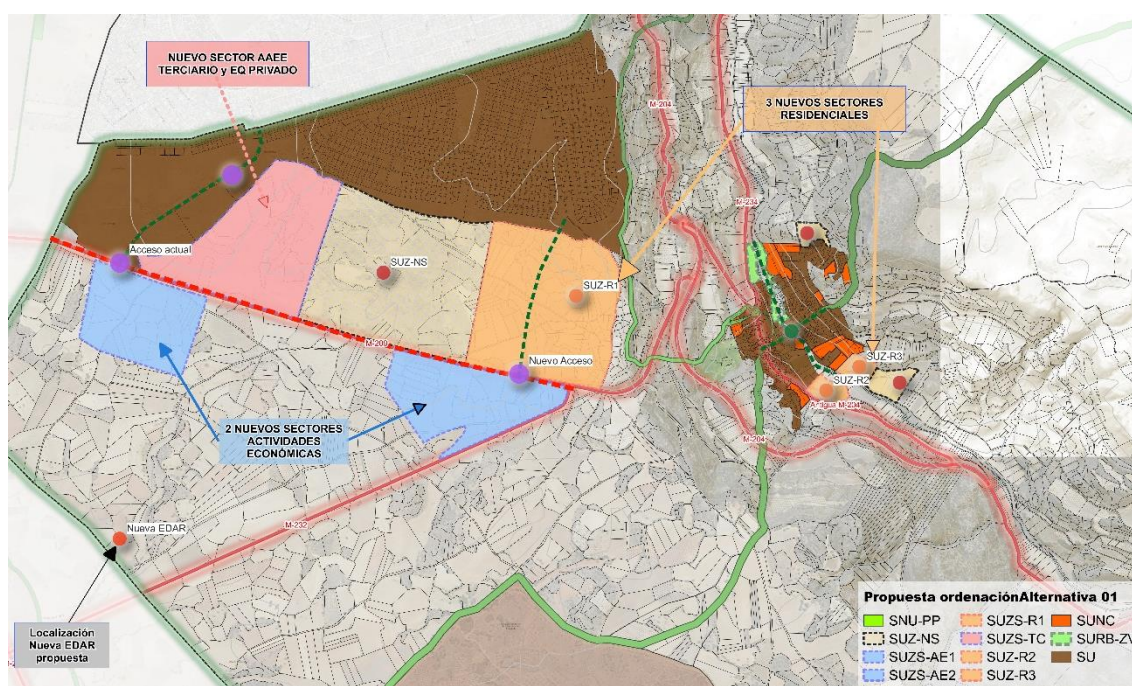 NUEVO SECTOR AAEE
TERCIARIO y EQ PRIVADO
M-204
3 NUEVOS SECTORES
RESIDENCIALES
M-234
Acceso actual
SUZ-NS
SUZ-R1
M-209
Nuevo Acceso
SUZ-R3
SUZ-R2
Antigua M-204
M-204
2 NUEVOS SECTORES
ACTIVIDADES
ECONÓMICAS
Nueva EDAR
M-232
Localización
Nueva EDAR
propuesta
Propuesta ordenaciónAlternativa 01
SNU-PP
SUZ-NS
SUZS-AE1
SUZS-AE2
SUZS-R1
SUZS-TC
SUZ-R2
SUZ-R3
SUNC
SURB-ZV
SU